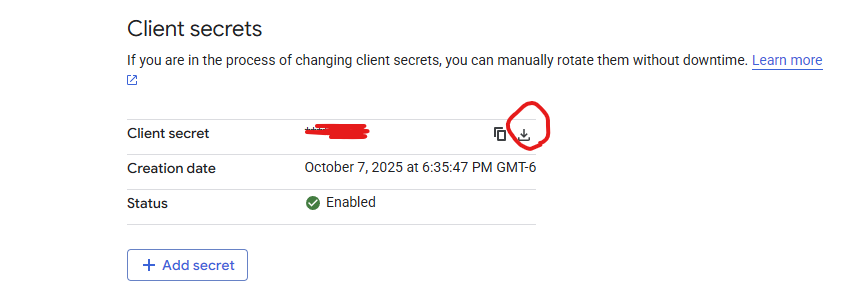 Client secrets
If you are in the process of changing client secrets, you can manually rotate them without downtime. Learn more
Client secret
Creation date October 7, 2025 at 6:35:47 PM GMT-6
Status Enabled
+ Add secret